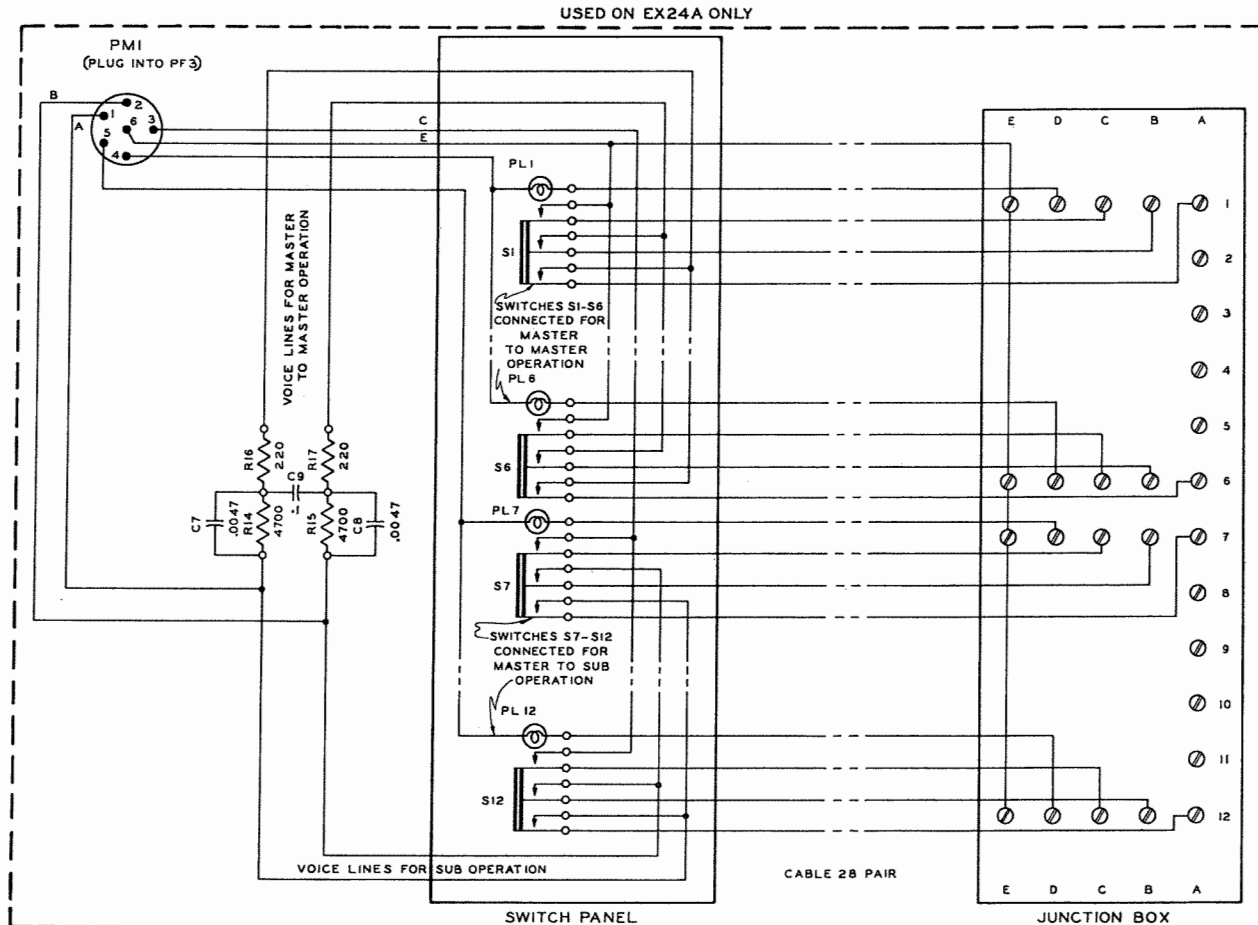 USED ON EX24A ONLY
PM1
(PLUG INTO PF3)
B
A
1
2
3
4
5
6
C
E
VOICE LINES FOR MASTER
TO MASTER OPERATION
R16
220
R17
220
C9
.1
C7
.0047
R14
4700
R15
4700
C8
.0047
PL1
S1
SWITCHES S1-S6
CONNECTED FOR
MASTER
TO MASTER
OPERATION
PL6
S6
PL7
S7
SWITCHES S7-S12
CONNECTED FOR
MASTER TO SUB
OPERATION
PL12
S12
VOICE LINES FOR SUB OPERATION
CABLE 28 PAIR
E D C B A
1
2
3
4
5
6
7
8
9
10
11
12
E D C B A
SWITCH PANEL
JUNCTION BOX